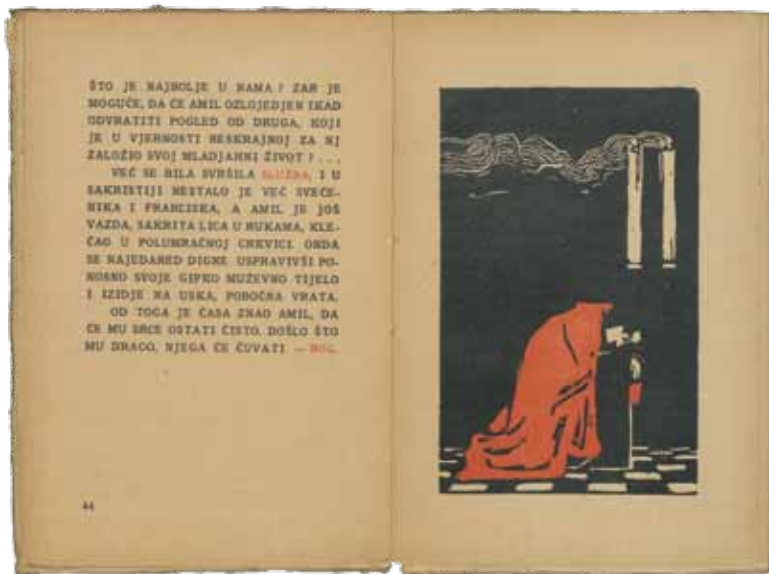 ŠTO JE NAJBOLJE U NAMA? ZAR JE
MOGUĆE, DA ĆE AMIL OZLOJEDJEN IKAD
ODVRATITI POGLED OD DRUGA, KOJI
JE U VJERNOSTI BESKRAJNOJ ZA NJ
ZALOŽIO SVOJ MLADJAHNI ŽIVOT? . . .
VEĆ SE BILA SVRŠILA SLUŽBA, I U
SAKRISTIJI NESTALO JE VEĆ SVEĆE-
NIKA I FRANCISKA, A AMIL JE JOŠ
VAZDA, SAKRITA LICA U RUKAMA, KLE-
ČAO U POLUMRAČNOJ CRKVICI. ONDA
SE NAJEDARED DIGNE USPRAVIVŠI PO-
NOSNO SVOJE GIPKO MUŽEVNO TIJELO
I IZIDJE NA USKA, POBOČNA VRATA.
OD TOGA JE ČASA ZNAO AMIL, DA
ĆE MU SRCE OSTATI ČISTO. DOŠLO ŠTO
MU DRAGO, NJEGA ĆE ČUVATI — BOG.
44